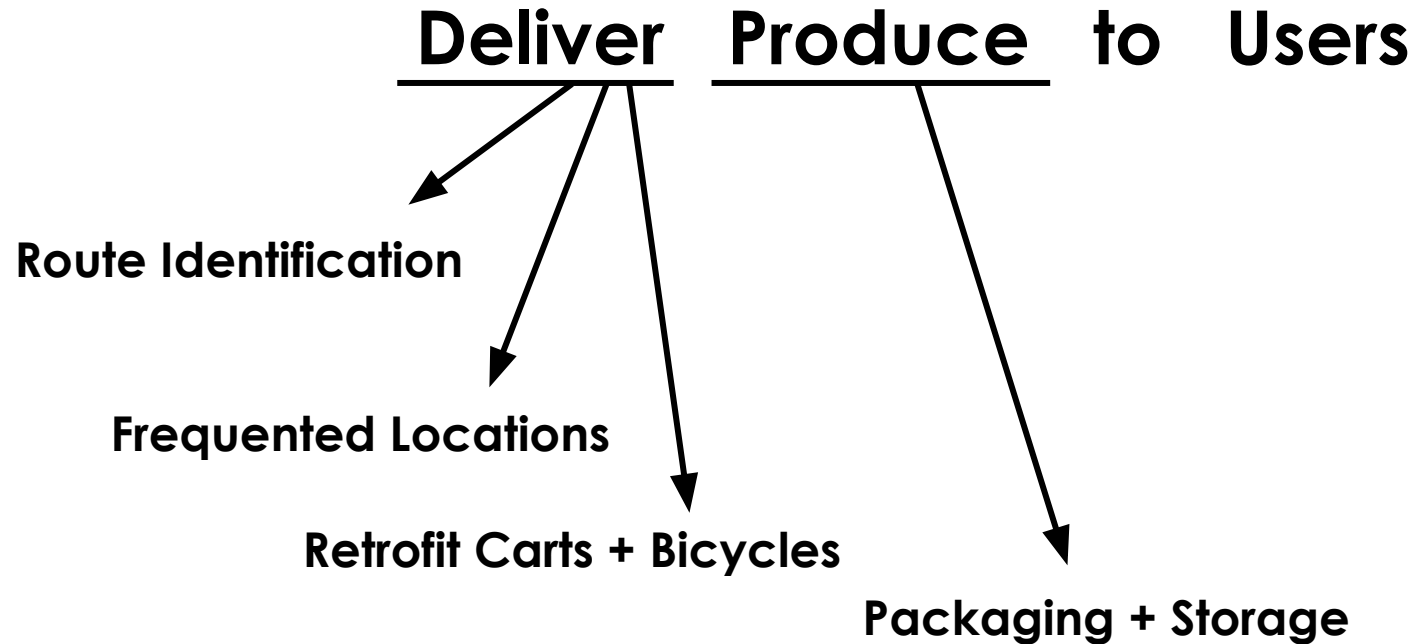 Deliver Produce to Users
Route Identification
Frequented Locations
Retrofit Carts + Bicycles
Packaging + Storage